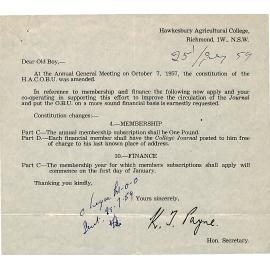 Hawkesbury Agricultural College,
Richmond, 1W., N.S.W.
25 / 59
Dear Old Boy,—
At the Annual General Meeting on October 7, 1957, the constitution of the
H.A.C.O.B.U. was amended.
In reference to membership and finance the following now apply and your
co-operating in supporting this effort to improve the circulation of the Journal
and put the O.B.U. on a more sound financial basis is earnestly requested.
Constitution changes:—
4.—MEMBERSHIP
Part C—The annual membership subscription shall be One Pound.
Part D.—Each financial member shall have the College Journal posted to him free
of charge to his last known place of address.
10.—FINANCE
Part C—The membership year for which members subscriptions shall apply will
commence on the first day of January.
Thanking you kindly,
Yours sincerely,
K. T. Payne.
Hon. Secretary.